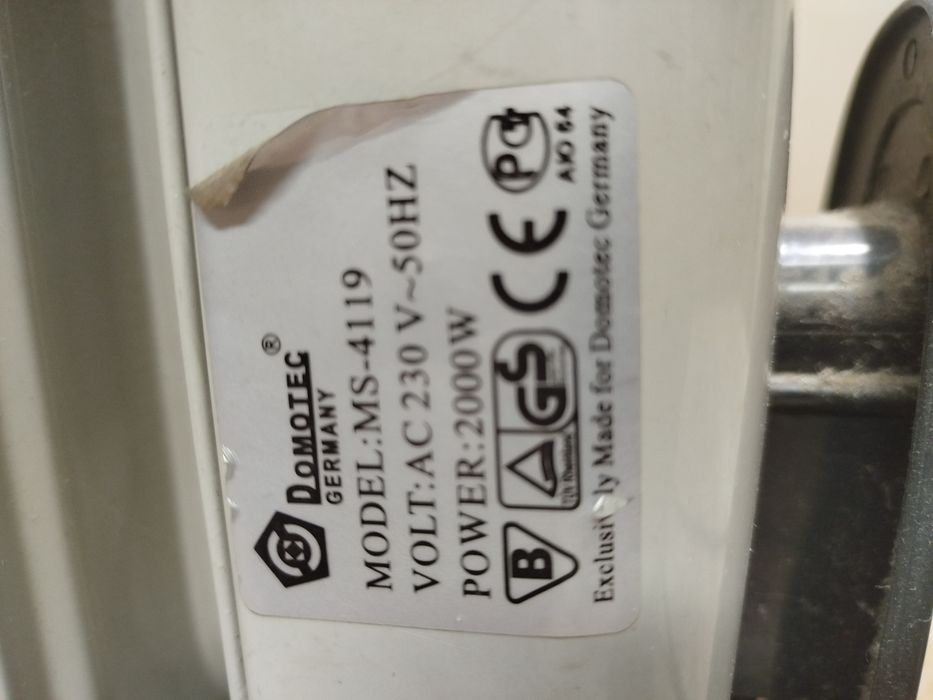 DOMOTEC ®
GERMANY
MODEL:MS-4119
VOLT:AC 230 V~50HZ
POWER:2000W
B GS CE PC
АЮ 64
Exclusively Made for Domotec Germany